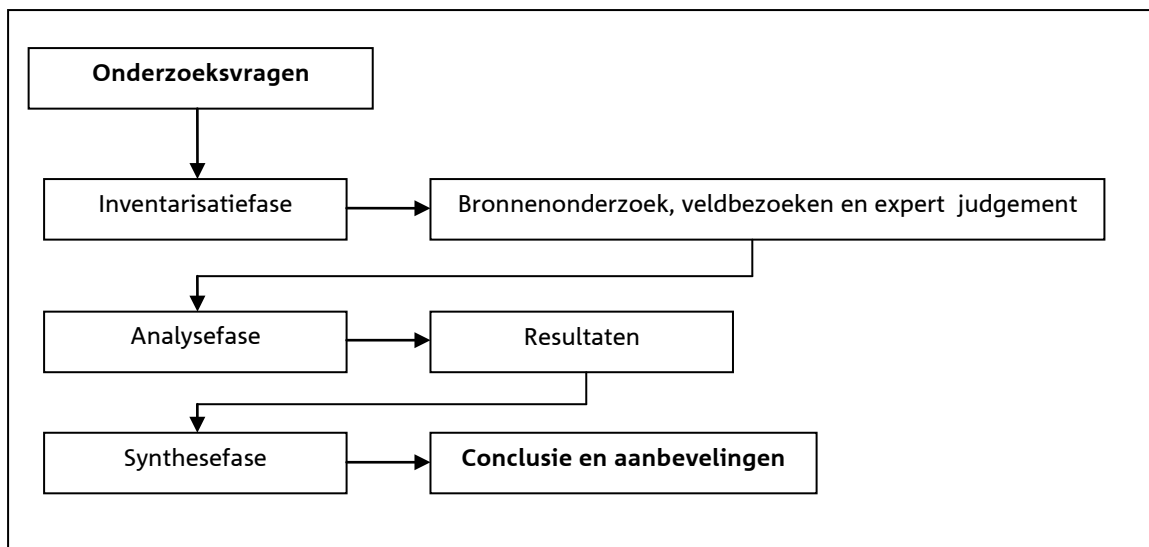 Onderzoeksvragen
Inventarisatiefase
Bronnenonderzoek, veldbezoeken en expert judgement
Analysefase
Resultaten
Synthesefase
Conclusie en aanbevelingen